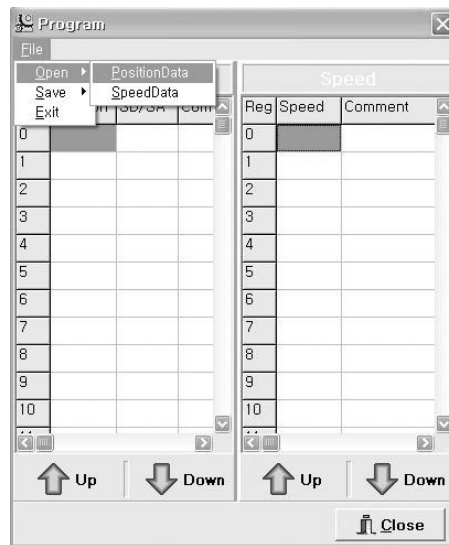 Program
File
Open PositionData
Save SpeedData
Exit
Speed
SD/SA
Reg Speed Comment
0 0
1 1
2 2
3 3
4 4
5 5
6 6
7 7
8 8
9 9
10 10
Up Down Up Down
Close